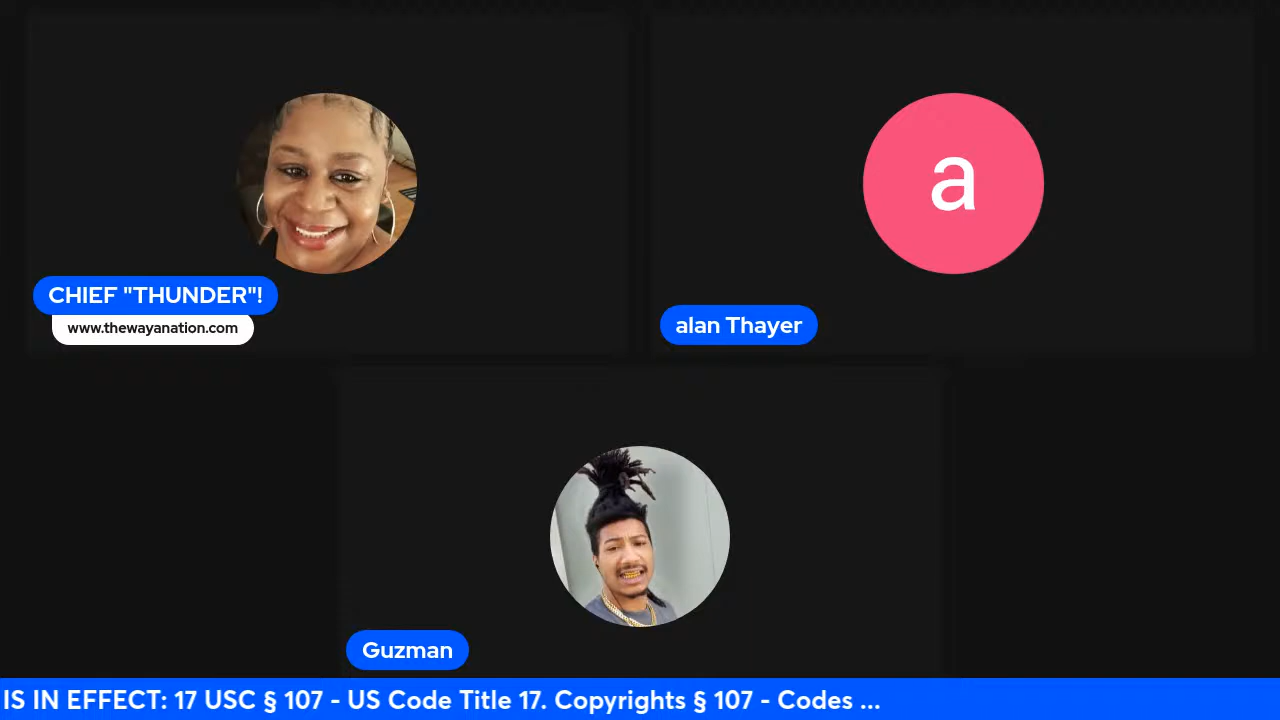 a
CHIEF "THUNDER"!
www.thewayanation.com
alan Thayer
Guzman
IS IN EFFECT: 17 USC § 107 - US Code Title 17. Copyrights § 107 - Codes ...